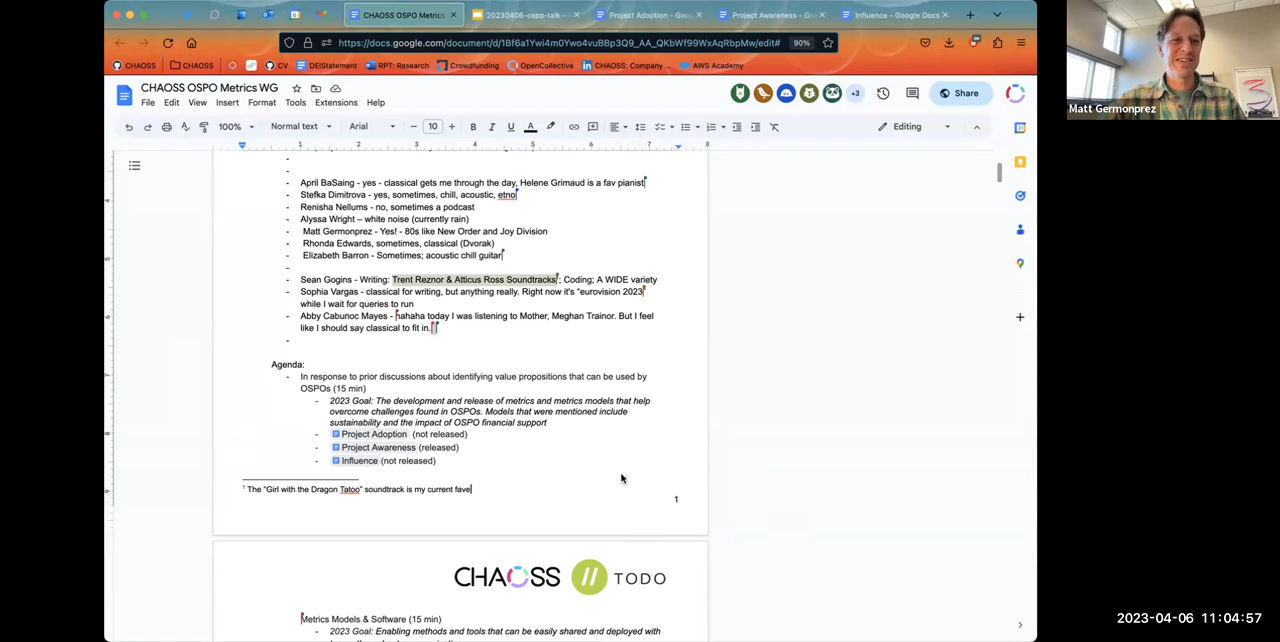 CHAOSS OSPO Metrics
20230406-ospo-talk -
Project Adoption - Goo
Project Awareness - Go
Influence - Google Docs
https://docs.google.com/document/d/18f6a1Ywi4m0Ywo4vuBBp3Q9_AA_QKbWf99WxAqRbpMw/edit#
90%
CHAOSS
CHAOSS
CV
DEIStatement
RPT: Research
Crowdfunding
OpenCollective
CHAOSS: Company ...
AWS Academy
CHAOSS OSPO Metrics WG
File Edit View Insert Format Tools Extensions Help
+3
Share
100%
Normal text
Arial
10
Editing
1 2 3 4 5 6 7 8
- April BaSaing - yes - classical gets me through the day, Helene Grimaud is a fav pianist
- Stefka Dimitrova - yes, sometimes, chill, acoustic, etno
- Renisha Nellums - no, sometimes a podcast
- Alyssa Wright – white noise (currently rain)
- Matt Germonprez - Yes! - 80s like New Order and Joy Division
- Rhonda Edwards, sometimes, classical (Dvorak)
- Elizabeth Barron - Sometimes; acoustic chill guitar
-
- Sean Gogins - Writing: Trent Reznor & Atticus Ross Soundtracks ; Coding; A WIDE variety
- Sophia Vargas - classical for writing, but anything really. Right now it's "eurovision 2023
while I wait for queries to run
- Abby Cabunoc Mayes - hahaha today I was listening to Mother, Meghan Trainor. But I feel
like I should say classical to fit in.
-
Agenda:
- In response to prior discussions about identifying value propositions that can be used by
OSPOs (15 min)
- 2023 Goal: The development and release of metrics and metrics models that help
overcome challenges found in OSPOs. Models that were mentioned include
sustainability and the impact of OSPO financial support
- Project Adoption (not released)
- Project Awareness (released)
- Influence (not released)
1 The "Girl with the Dragon Tatoo" soundtrack is my current fave
1
CHAOSS // TODO
Metrics Models & Software (15 min)
- 2023 Goal: Enabling methods and tools that can be easily shared and deployed with
Matt Germonprez
2023-04-06 11:04:57